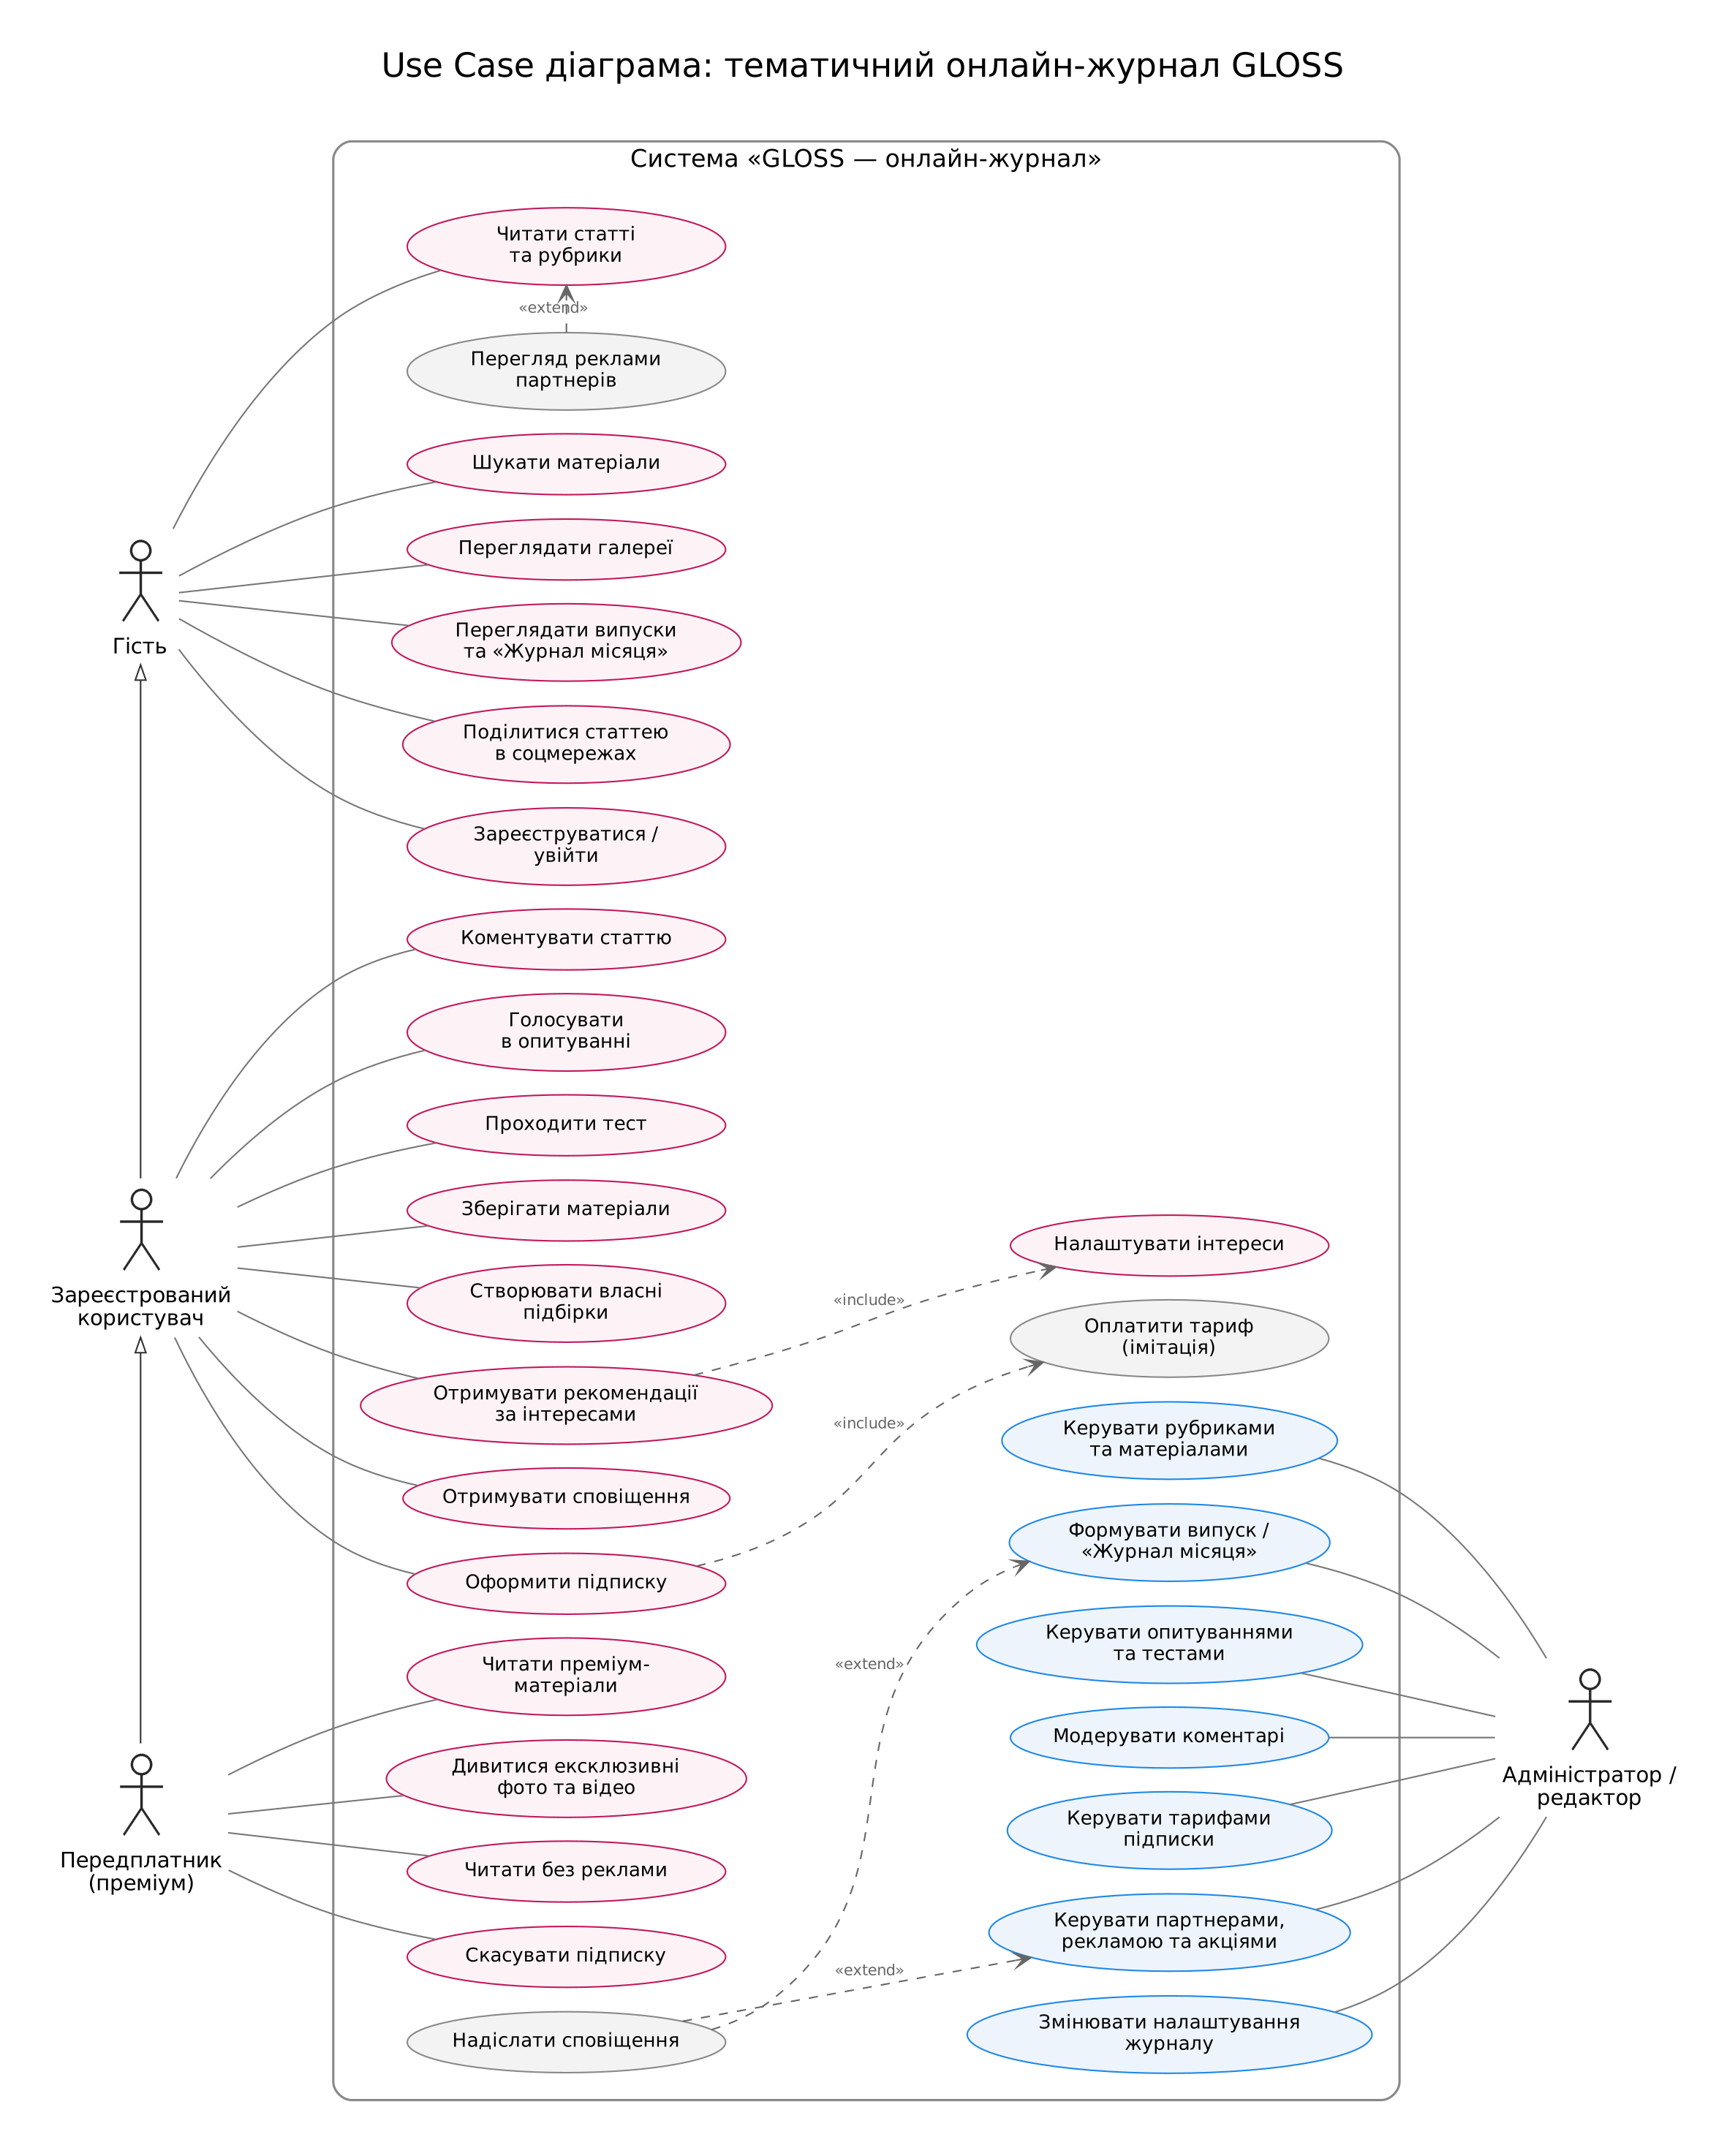 Use Case діаграма: тематичний онлайн-журнал GLOSS
Система «GLOSS — онлайн-журнал»
Читати статті
та рубрики
«extend»
Перегляд реклами
партнерів
Шукати матеріали
Переглядати галереї
Переглядати випуски
та «Журнал місяця»
Поділитися статтею
в соцмережах
Зареєструватися /
увійти
Гість
Коментувати статтю
Голосувати
в опитуванні
Проходити тест
Зберігати матеріали
Створювати власні
підбірки
Отримувати рекомендації
за інтересами
Отримувати сповіщення
Оформити підписку
Зареєстрований
користувач
Читати преміум-
матеріали
Дивитися ексклюзивні
фото та відео
Читати без реклами
Скасувати підписку
Надіслати сповіщення
Передплатник
(преміум)
«include»
«include»
«extend»
«extend»
Налаштувати інтереси
Оплатити тариф
(імітація)
Керувати рубриками
та матеріалами
Формувати випуск /
«Журнал місяця»
Керувати опитуваннями
та тестами
Модерувати коментарі
Керувати тарифами
підписки
Керувати партнерами,
рекламою та акціями
Змінювати налаштування
журналу
Адміністратор /
редактор